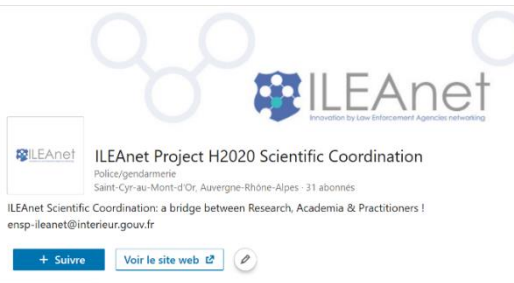 ILEAnet
Innovation by Law Enforcement Agencies networking
ILEAnet
ILEAnet Project H2020 Scientific Coordination
Police/gendarmerie
Saint-Cyr-au-Mont-d'Or, Auvergne-Rhône-Alpes · 31 abonnés
ILEAnet Scientific Coordination: a bridge between Research, Academia & Practitioners !
ensp-ileanet@interieur.gouv.fr
+ Suivre
Voir le site web